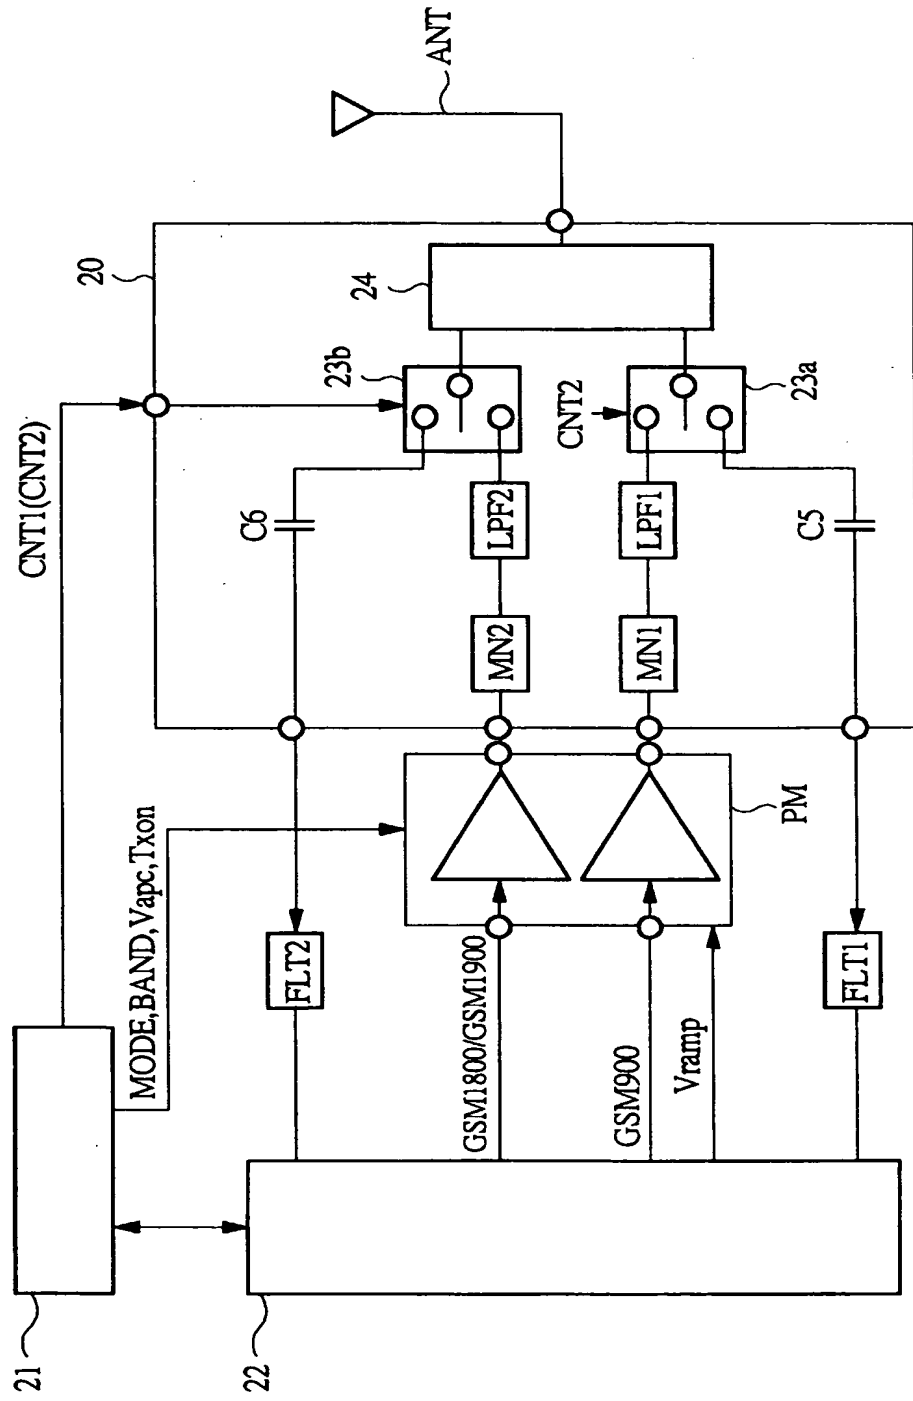 ANT
20
24
CNT1(CNT2)
23b
CNT2
23a
C6
LPF2
LPF1
C5
MN2
MN1
PM
MODE,BAND,Vapc,Txon
FLT2
GSM1800/GSM1900
GSM900
Vramp
FLT1
21
22